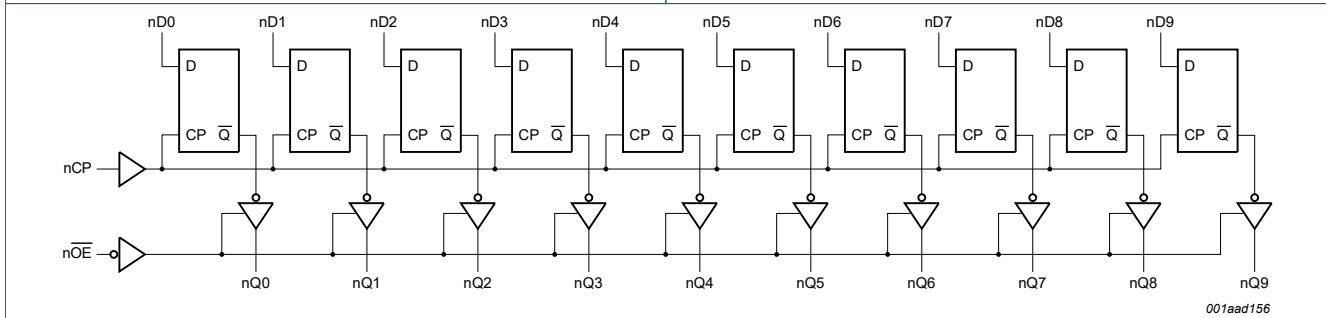 nD0 nD1 nD2 nD3 nD4 nD5 nD6 nD7 nD8 nD9
D D D D D D D D D D
CP Q̅ CP Q̅ CP Q̅ CP Q̅ CP Q̅ CP Q̅ CP Q̅ CP Q̅ CP Q̅ CP Q̅
nCP
nO̅E̅
nQ0 nQ1 nQ2 nQ3 nQ4 nQ5 nQ6 nQ7 nQ8 nQ9
001aad156